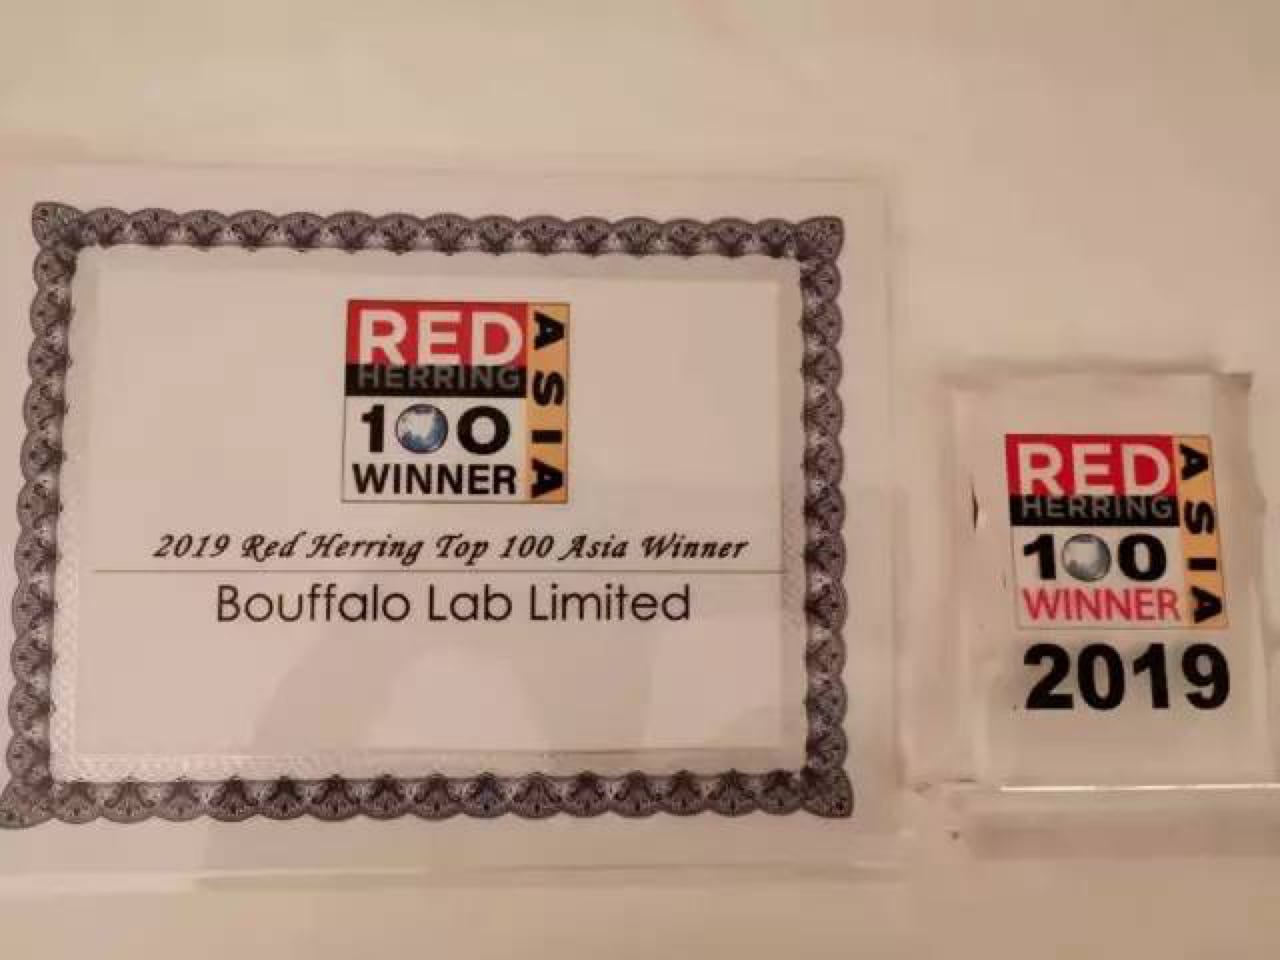 RED
HERRING
100
WINNER
ASIA
2019 Red Herring Top 100 Asia Winner
Bouffalo Lab Limited
RED
HERRING
100
WINNER
ASIA
2019